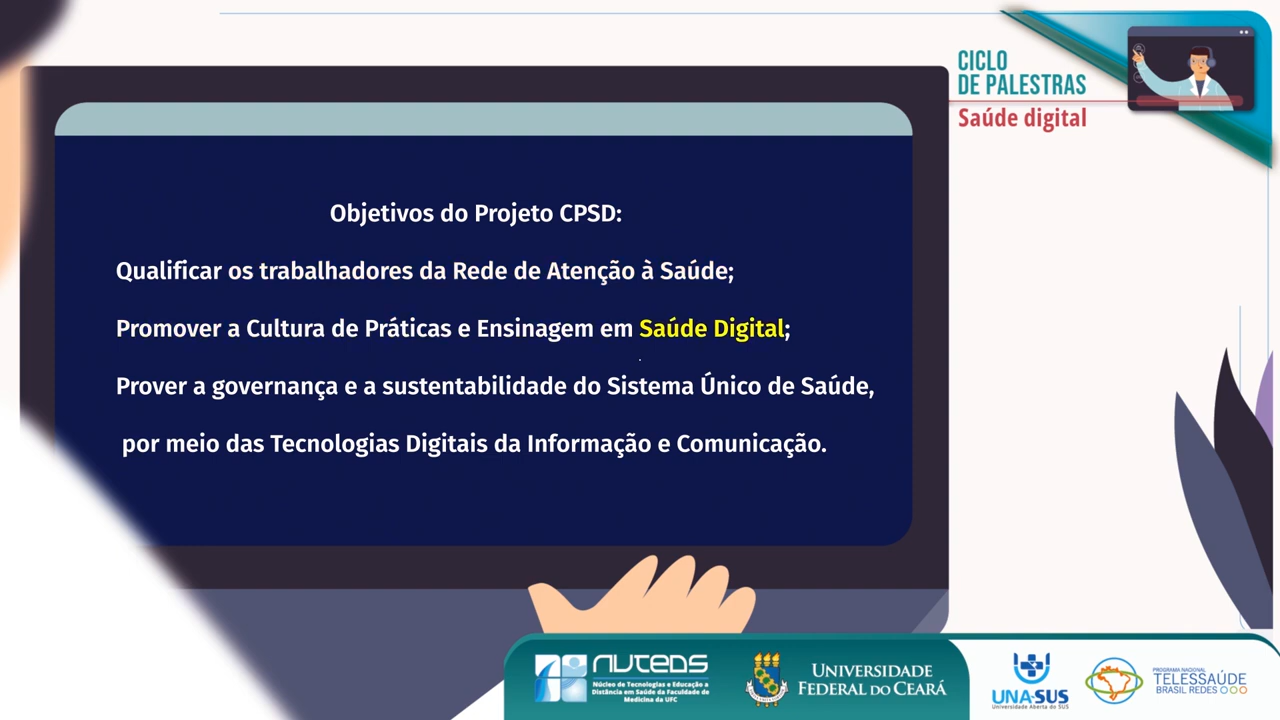 CICLO
DE PALESTRAS
Saúde digital
Objetivos do Projeto CPSD:
Qualificar os trabalhadores da Rede de Atenção à Saúde;
Promover a Cultura de Práticas e Ensinagem em Saúde Digital;
Prover a governança e a sustentabilidade do Sistema Único de Saúde,
por meio das Tecnologias Digitais da Informação e Comunicação.
NUTEDS
Núcleo de Tecnologias e Educação a
Distância em Saúde da Faculdade de
Medicina da UFC
UNIVERSIDADE
FEDERAL DO CEARÁ
UNA-SUS
Universidade Aberta do SUS
PROGRAMA NACIONAL
TELESSAÚDE
BRASIL REDES